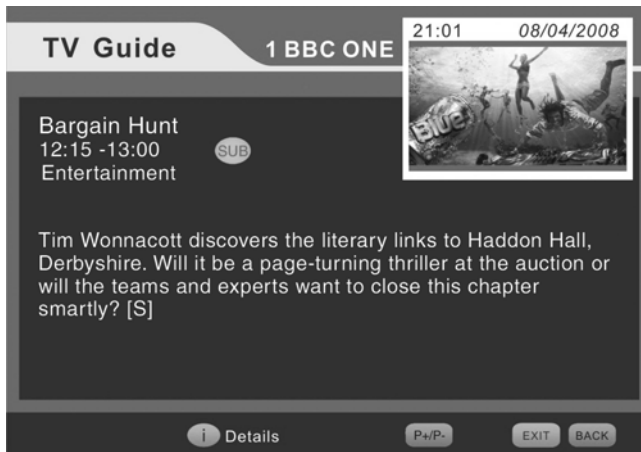 TV Guide
1 BBC ONE
21:01 08/04/2008
Blue
Bargain Hunt
12:15 -13:00 SUB
Entertainment
Tim Wonnacott discovers the literary links to Haddon Hall,
Derbyshire. Will it be a page-turning thriller at the auction or
will the teams and experts want to close this chapter
smartly? [S]
i Details P+/P- EXIT BACK